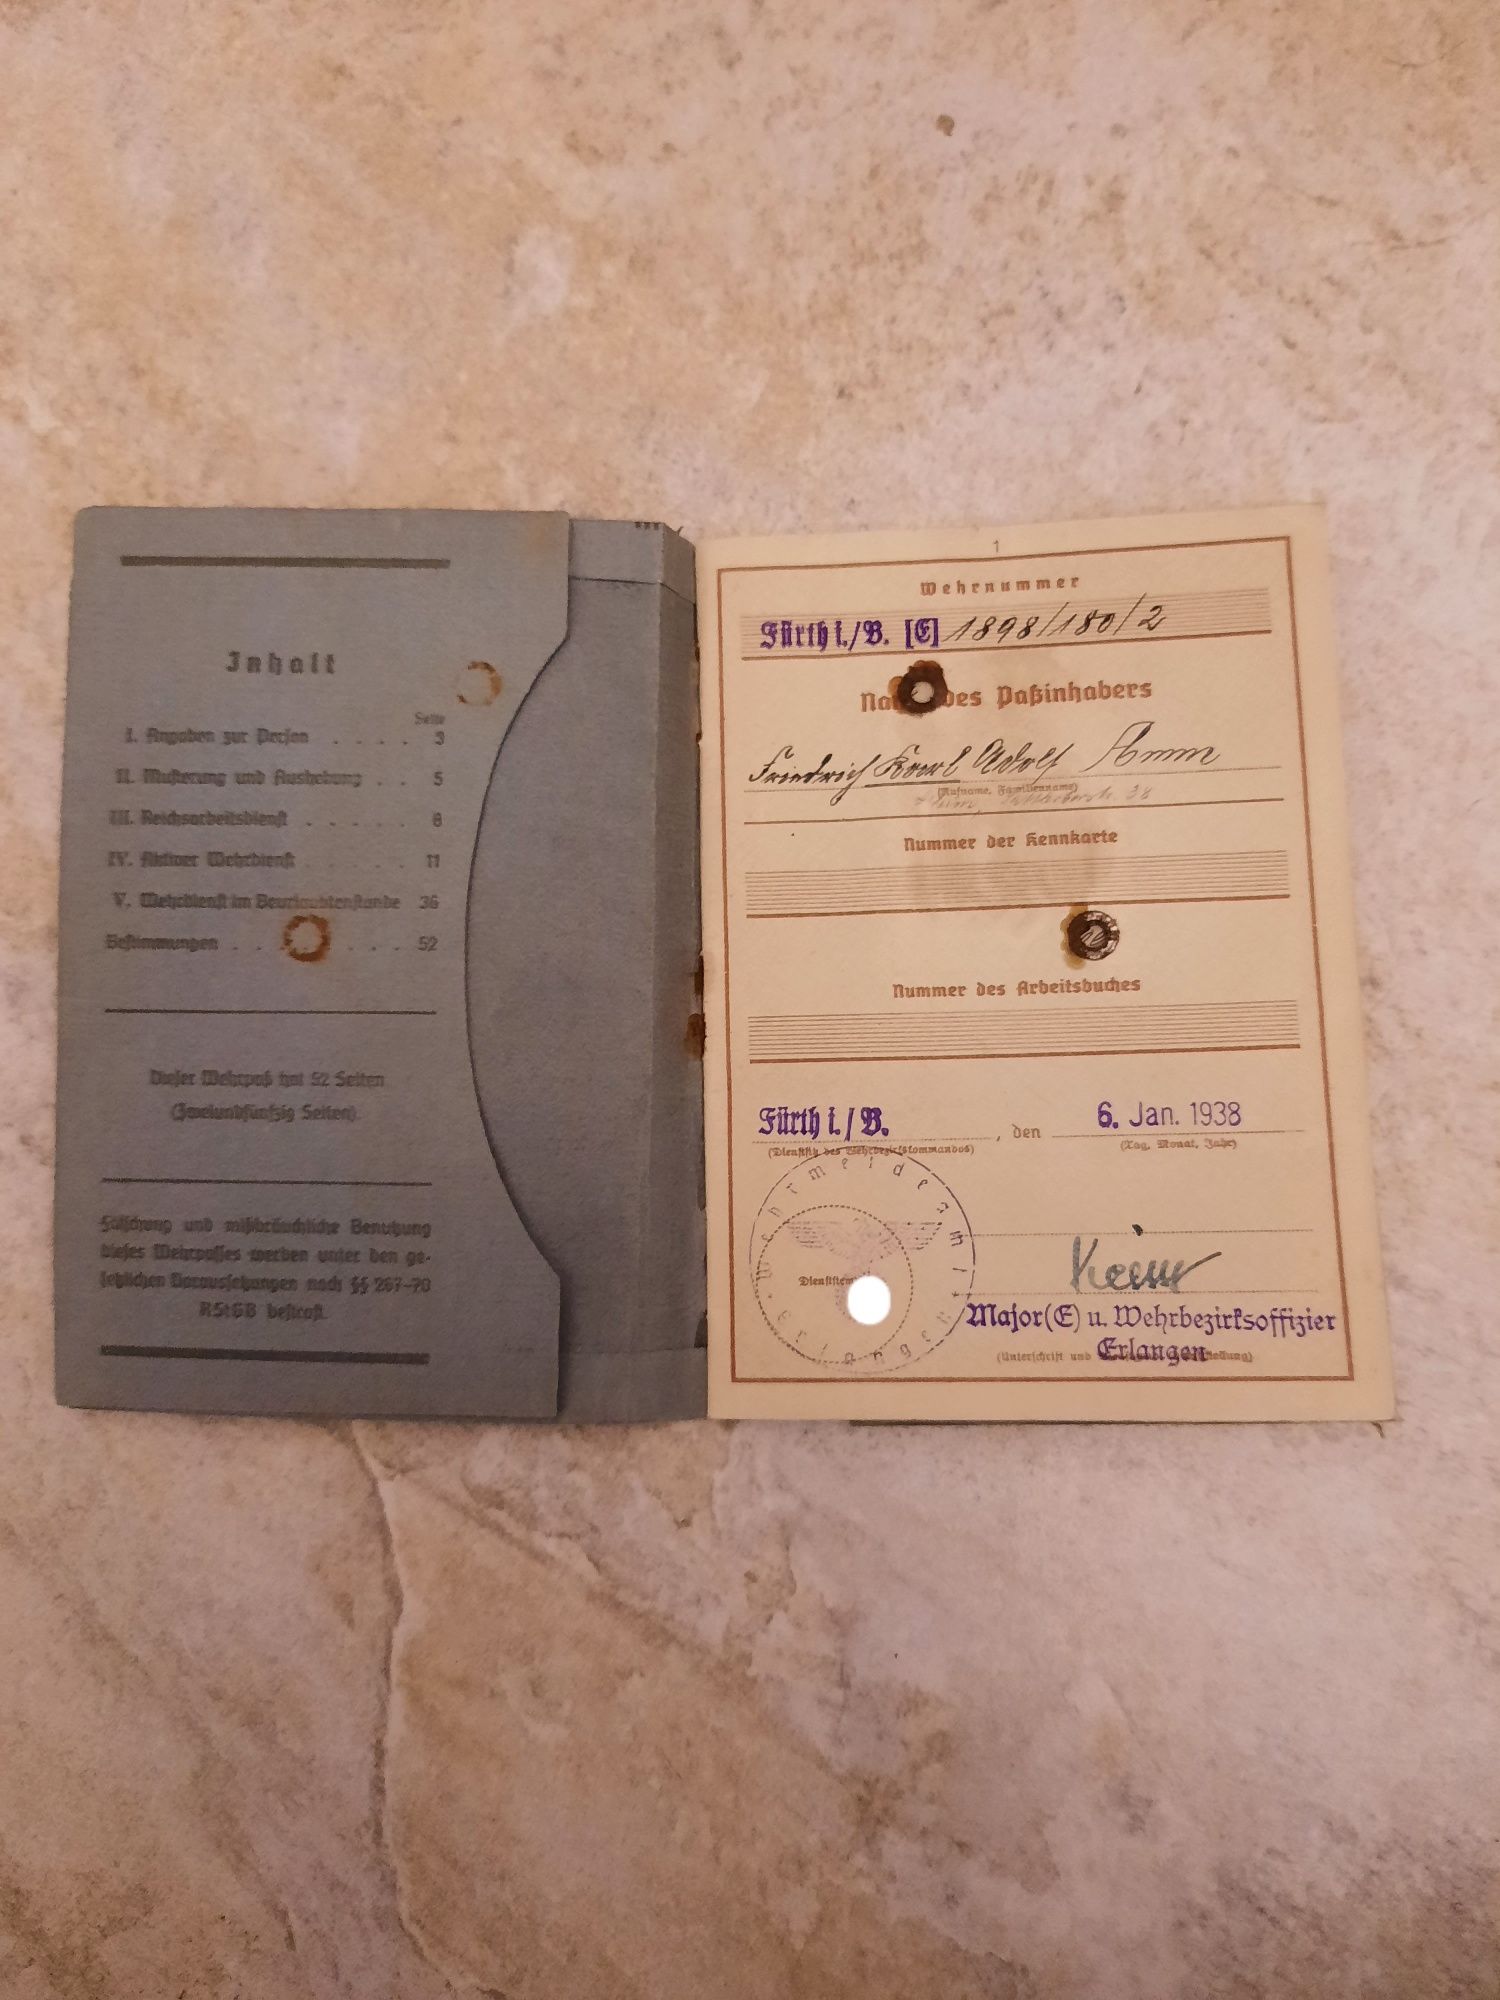 Inhalt
Seite
I. Angaben zur Person . . . . 3
II. Musterung und Aushebung . . 5
III. Reichsarbeitsdienst . . . . . 8
IV. Aktiver Wehrdienst . . . . . 11
V. Wehrdienst im Beurlaubtenstande 36
Bestimmungen . . . . . 52
Dieser Wehrpaß hat 52 Seiten
(Zweiundfünfzig Seiten).
Fälschung und mißbräuchliche Benutzung
dieses Wehrpasses werden unter den ge-
setzlichen Voraussetzungen nach §§ 267–70
RStGB bestraft.
1
Wehrnummer
Fürth i./B. [E] 1898/180/2
des Paßinhabers
Friedrich Karl Adolf
(Rufname, Familienname)
38
Nummer der Kennkarte
Nummer des Arbeitsbuches
Fürth i./B. , den 6. Jan. 1938
(Dienstsitz des Wehrbezirkskommandos) (Tag, Monat, Jahr)
Wehrmeldeamt Erlangen
Major (E) u. Wehrbezirksoffizier
Erlangen
(Unterschrift und